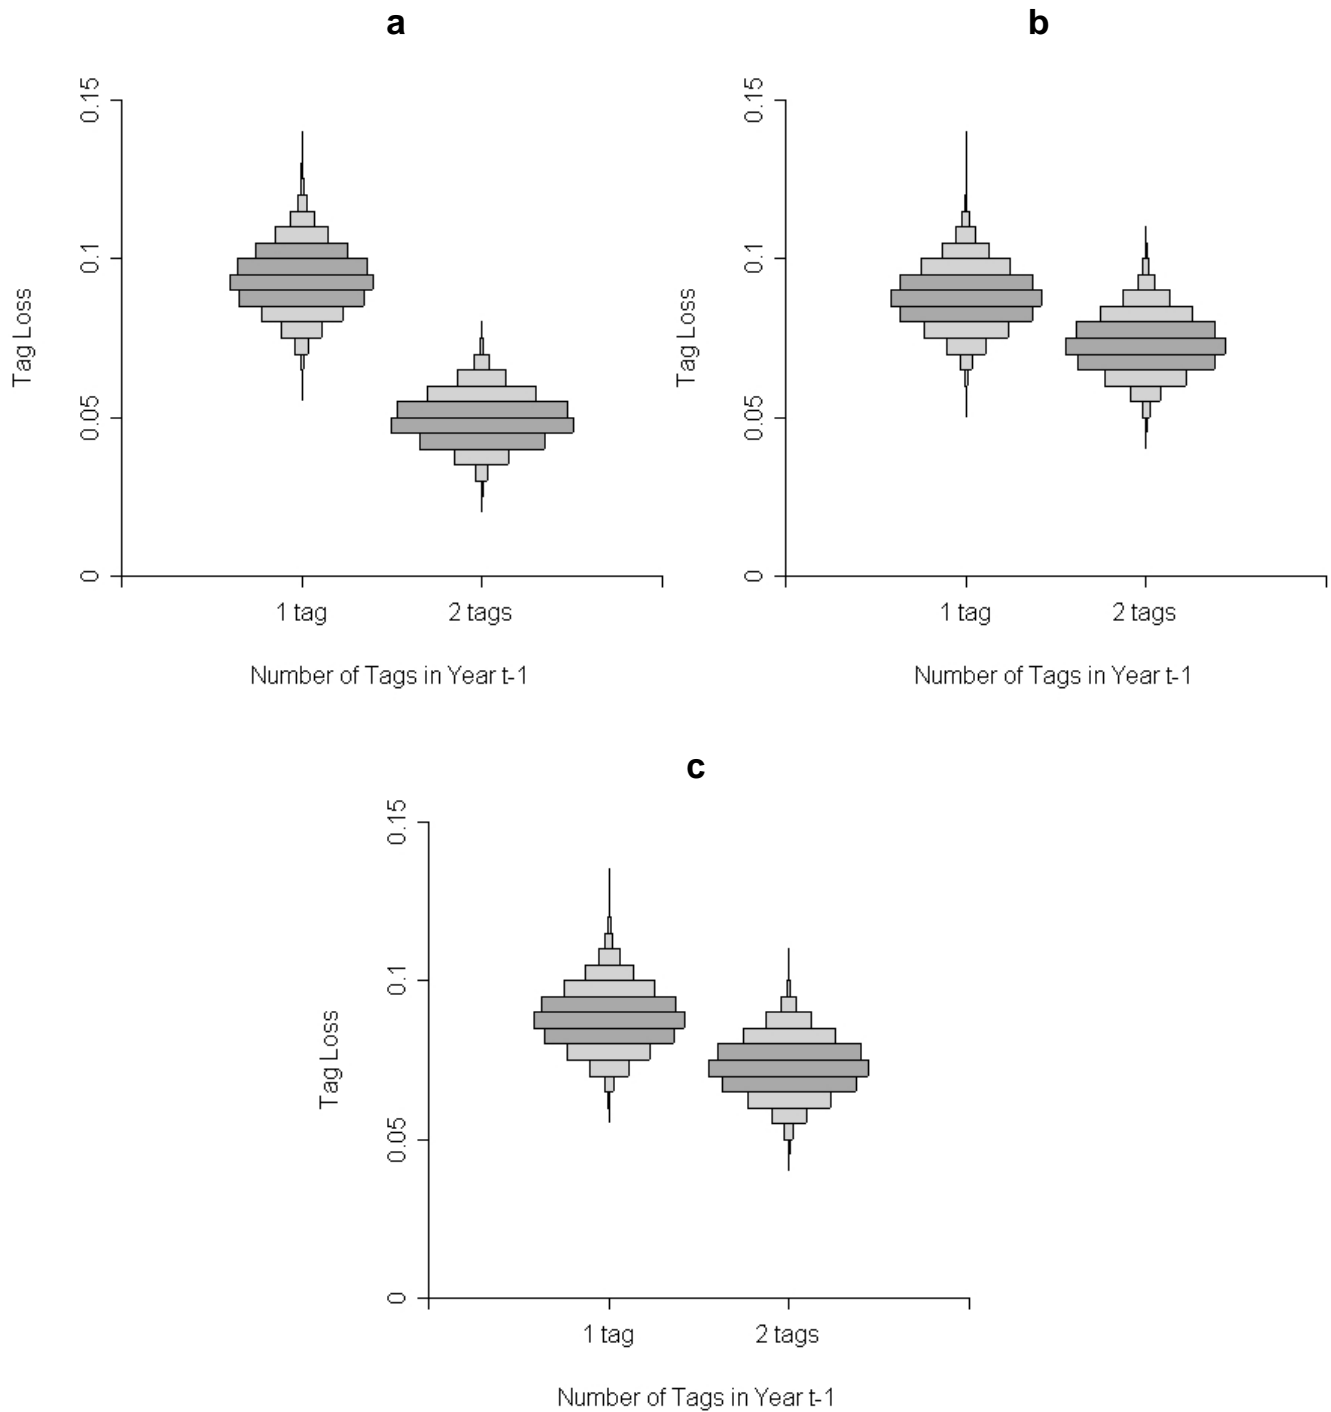 a
0.15
0.1
0.05
0
Tag Loss
1 tag
2 tags
Number of Tags in Year t-1
b
0.15
0.1
0.05
0
Tag Loss
1 tag
2 tags
Number of Tags in Year t-1
c
0.15
0.1
0.05
0
Tag Loss
1 tag
2 tags
Number of Tags in Year t-1